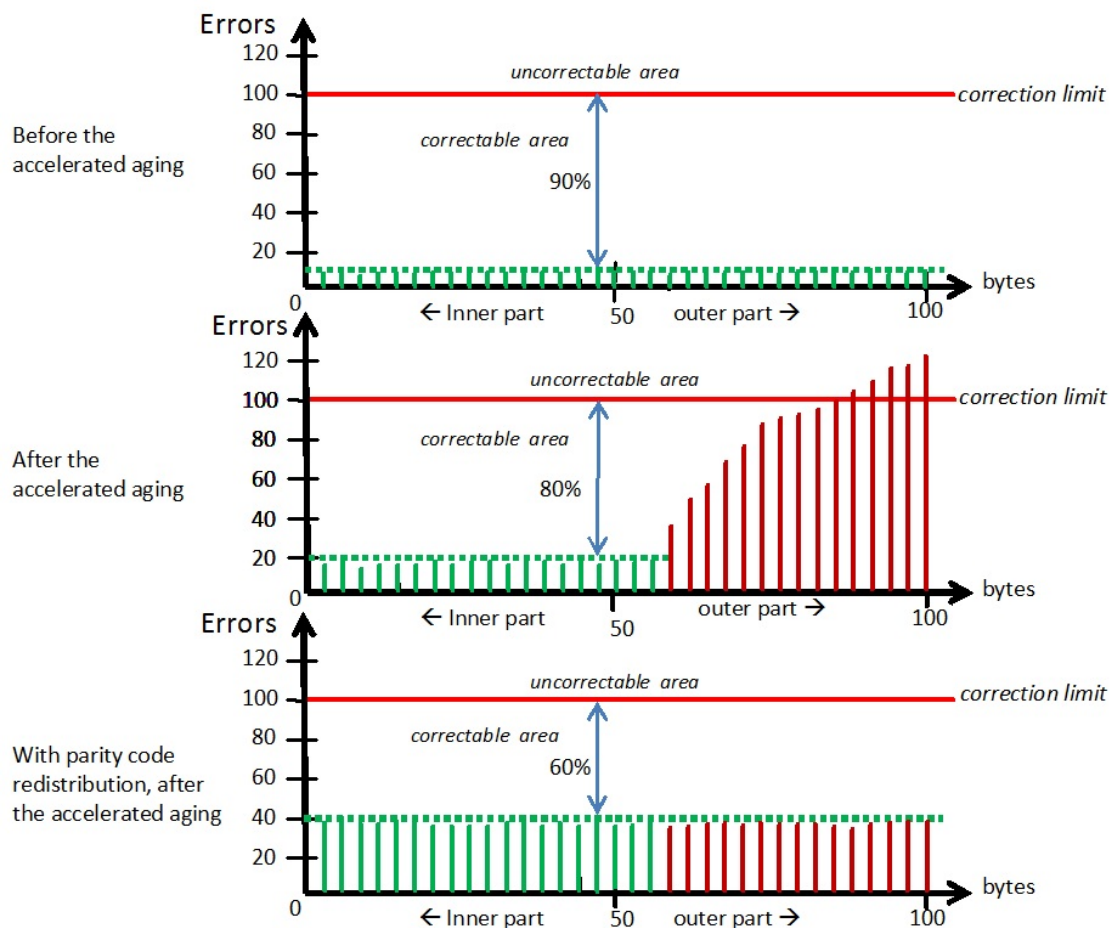 Errors
120
uncorrectable area
100
correction limit
Before the
accelerated aging
80
correctable area
60
90%
40
20
0
← Inner part
50
outer part →
100
bytes
Errors
120
uncorrectable area
100
correction limit
After the
accelerated aging
80
correctable area
60
80%
40
20
0
← Inner part
50
outer part →
100
bytes
Errors
120
uncorrectable area
100
correction limit
With parity code
redistribution, after
the accelerated aging
80
correctable area
60
60%
40
20
0
← Inner part
50
outer part →
100
bytes